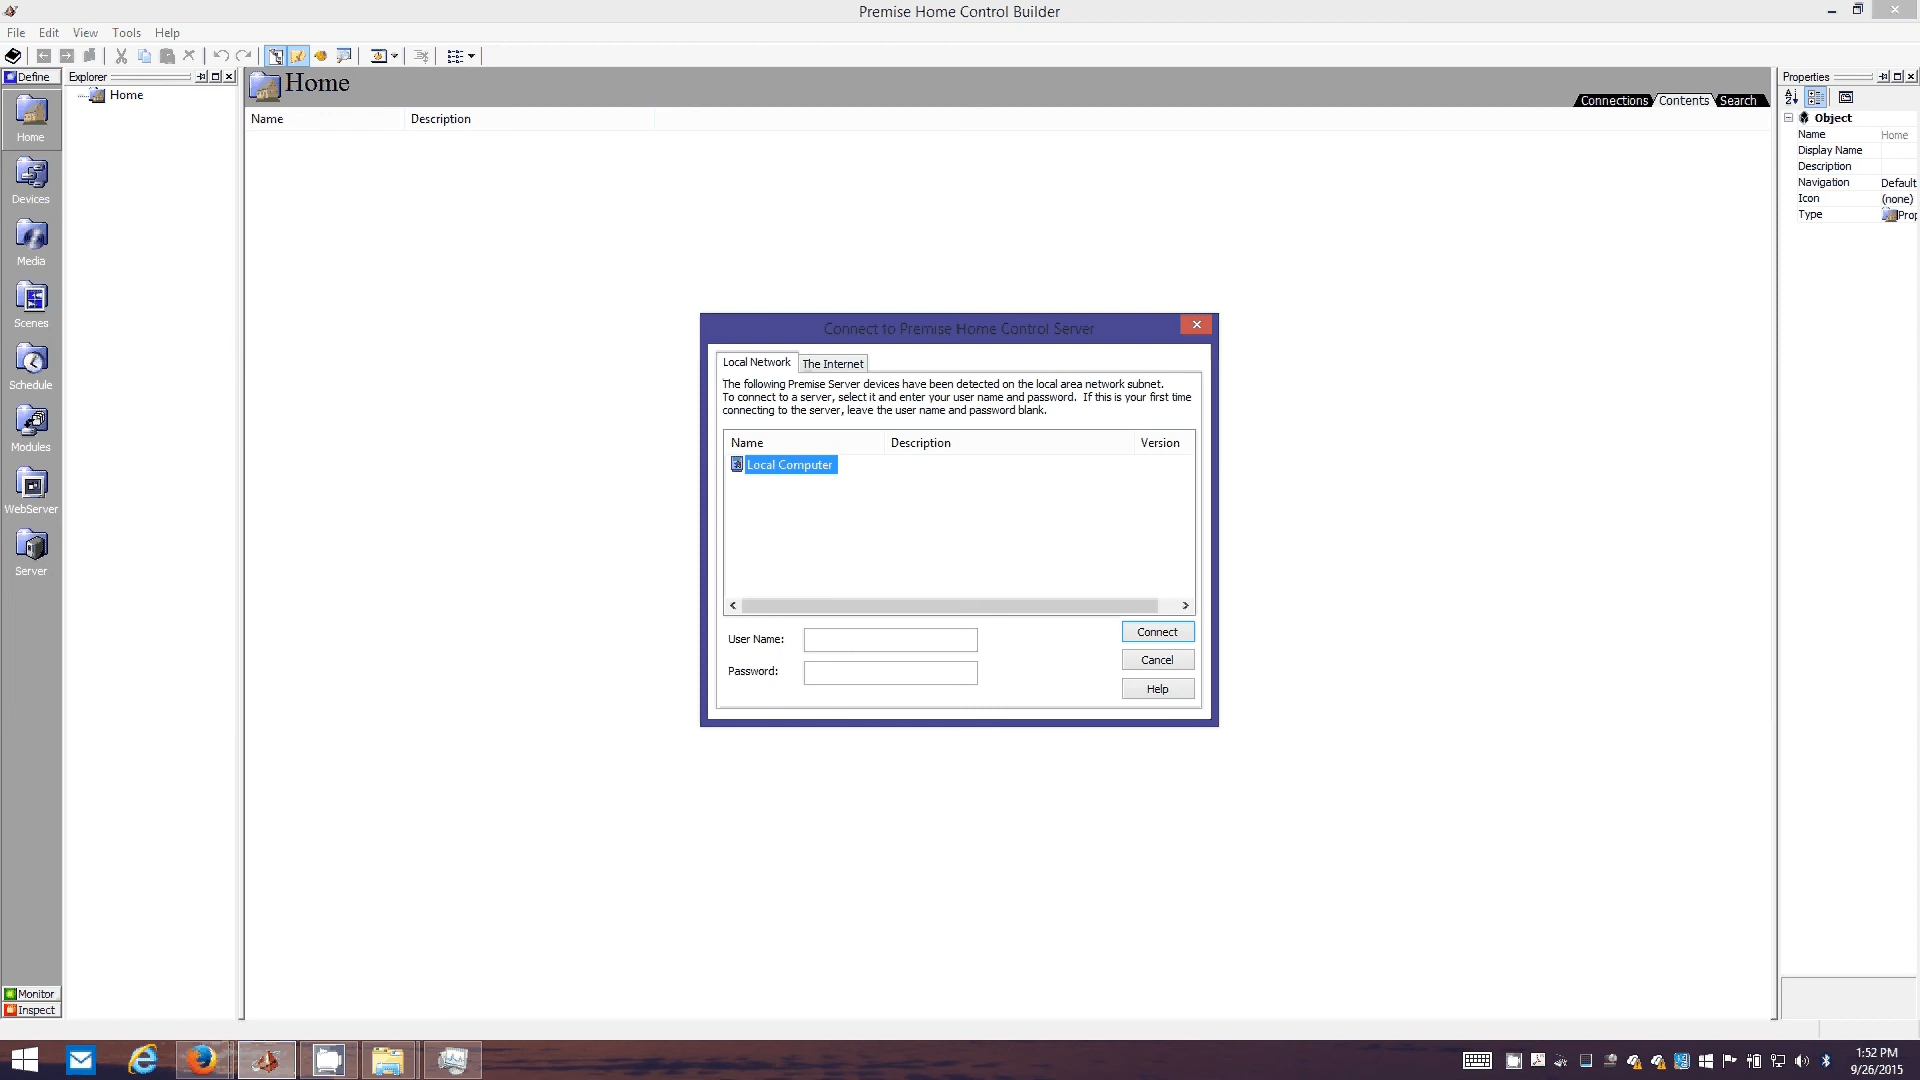 Premise Home Control Builder
File Edit View Tools Help
Define
Explorer
Home
Home
Devices
Media
Scenes
Schedule
Modules
WebServer
Server
Monitor
Inspect
Home
Connections Contents Search
Name Description
Connect to Premise Home Control Server
Local Network The Internet
The following Premise Server devices have been detected on the local area network subnet.
To connect to a server, select it and enter your user name and password. If this is your first time
connecting to the server, leave the user name and password blank.
Name Description Version
Local Computer
User Name:
Password:
Connect
Cancel
Help
Properties
Object
Name Home
Display Name
Description
Navigation Default
Icon (none)
Type Prop
1:52 PM
9/26/2015